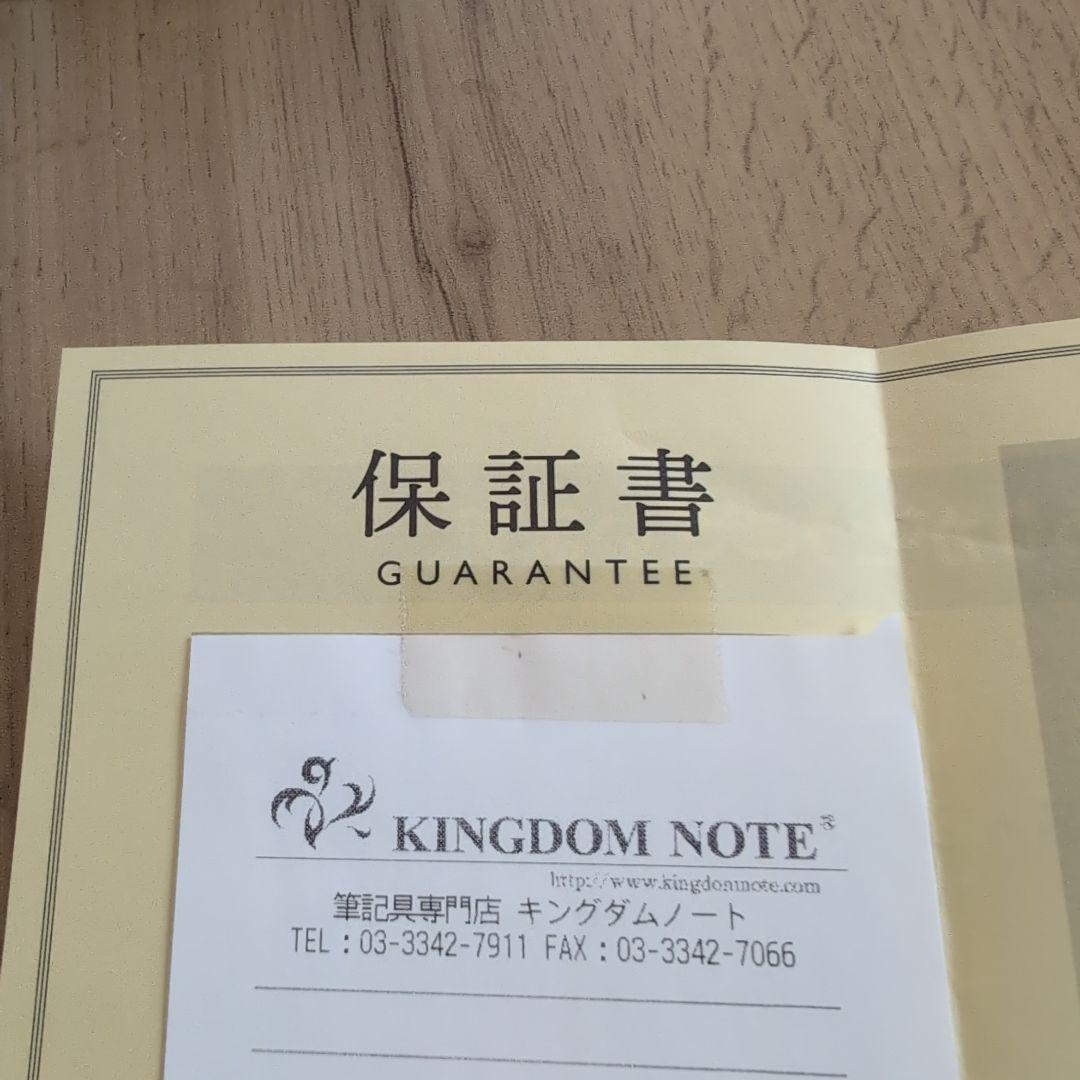 保証書
GUARANTEE
KINGDOM NOTE®
http://www.kingdomnote.com
筆記具専門店 キングダムノート
TEL：03-3342-7911 FAX：03-3342-7066